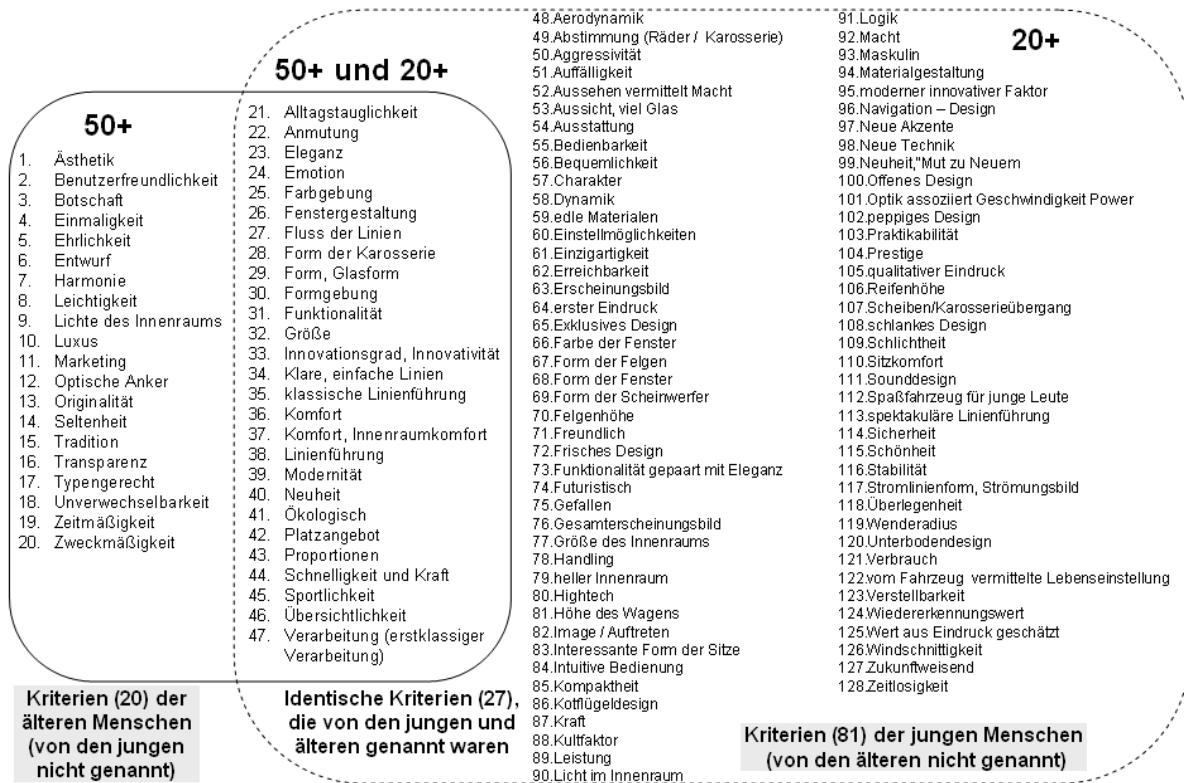 50+
1. Ästhetik
2. Benutzerfreundlichkeit
3. Botschaft
4. Einmaligkeit
5. Ehrlichkeit
6. Entwurf
7. Harmonie
8. Leichtigkeit
9. Lichte des Innenraums
10. Luxus
11. Marketing
12. Optische Anker
13. Originalität
14. Seltenheit
15. Tradition
16. Transparenz
17. Typengerecht
18. Unverwechselbarkeit
19. Zeitmäßigkeit
20. Zweckmäßigkeit
Kriterien (20) der
älteren Menschen
(von den jungen
nicht genannt)
50+ und 20+
21. Alltagstauglichkeit
22. Anmutung
23. Eleganz
24. Emotion
25. Farbgebung
26. Fenstergestaltung
27. Fluss der Linien
28. Form der Karosserie
29. Form, Glasform
30. Formgebung
31. Funktionalität
32. Größe
33. Innovationsgrad, Innovativität
34. Klare, einfache Linien
35. klassische Linienführung
36. Komfort
37. Komfort, Innenraumkomfort
38. Linienführung
39. Modernität
40. Neuheit
41. Ökologisch
42. Platzangebot
43. Proportionen
44. Schnelligkeit und Kraft
45. Sportlichkeit
46. Übersichtlichkeit
47. Verarbeitung (erstklassiger
Verarbeitung)
Identische Kriterien (27),
die von den jungen und
älteren genannt waren
48.Aerodynamik
49.Abstimmung (Räder / Karosserie)
50.Aggressivität
51.Auffälligkeit
52.Aussehen vermittelt Macht
53.Aussicht, viel Glas
54.Ausstattung
55.Bedienbarkeit
56.Bequemlichkeit
57.Charakter
58.Dynamik
59.edle Materialen
60.Einstellmöglichkeiten
61.Einzigartigkeit
62.Erreichbarkeit
63.Erscheinungsbild
64.erster Eindruck
65.Exklusives Design
66.Farbe der Fenster
67.Form der Felgen
68.Form der Fenster
69.Form der Scheinwerfer
70.Felgenhöhe
71.Freundlich
72.Frisches Design
73.Funktionalität gepaart mit Eleganz
74.Futuristisch
75.Gefallen
76.Gesamterscheinungsbild
77.Größe des Innenraums
78.Handling
79.heller Innenraum
80.Hightech
81.Höhe des Wagens
82.Image / Auftreten
83.Interessante Form der Sitze
84.Intuitive Bedienung
85.Kompaktheit
86.Kotflügeldesign
87.Kraft
88.Kultfaktor
89.Leistung
90.Licht im Innenraum
20+
91.Logik
92.Macht
93.Maskulin
94.Materialgestaltung
95.moderner innovativer Faktor
96.Navigation – Design
97.Neue Akzente
98.Neue Technik
99.Neuheit,"Mut zu Neuem
100.Offenes Design
101.Optik assoziiert Geschwindigkeit Power
102.peppiges Design
103.Praktikabilität
104.Prestige
105.qualitativer Eindruck
106.Reifenhöhe
107.Scheiben/Karosserieübergang
108.schlankes Design
109.Schlichtheit
110.Sitzkomfort
111.Sounddesign
112.Spaßfahrzeug für junge Leute
113.spektakuläre Linienführung
114.Sicherheit
115.Schönheit
116.Stabilität
117.Stromlinienform, Strömungsbild
118.Überlegenheit
119.Wenderadius
120.Unterbodendesign
121.Verbrauch
122.vom Fahrzeug vermittelte Lebenseinstellung
123.Verstellbarkeit
124.Wiedererkennungswert
125.Wert aus Eindruck geschätzt
126.Windschnittigkeit
127.Zukunftweisend
128.Zeitlosigkeit
Kriterien (81) der jungen Menschen
(von den älteren nicht genannt)